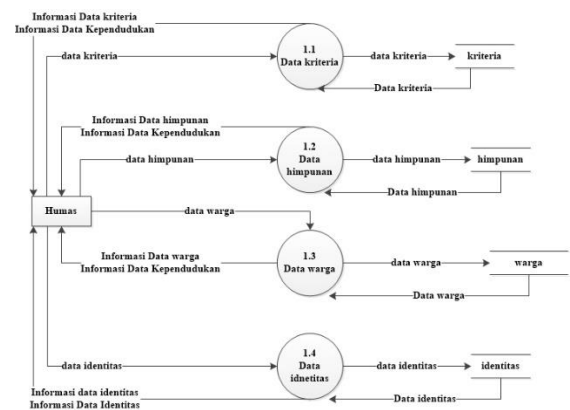 Informasi Data kriteria
Informasi Data Kependudukan
1.1
Data kriteria
data kriteria
data kriteria
kriteria
Data kriteria
Informasi Data himpunan
Informasi Data Kependudukan
1.2
Data
himpunan
data himpunan
data himpunan
himpunan
Data himpunan
Humas
data warga
Informasi Data warga
Informasi Data Kependudukan
1.3
Data warga
data warga
warga
Data warga
data identitas
1.4
Data
idnetitas
data identitas
identitas
Data identitas
Informasi data identitas
Informasi Data Identitas